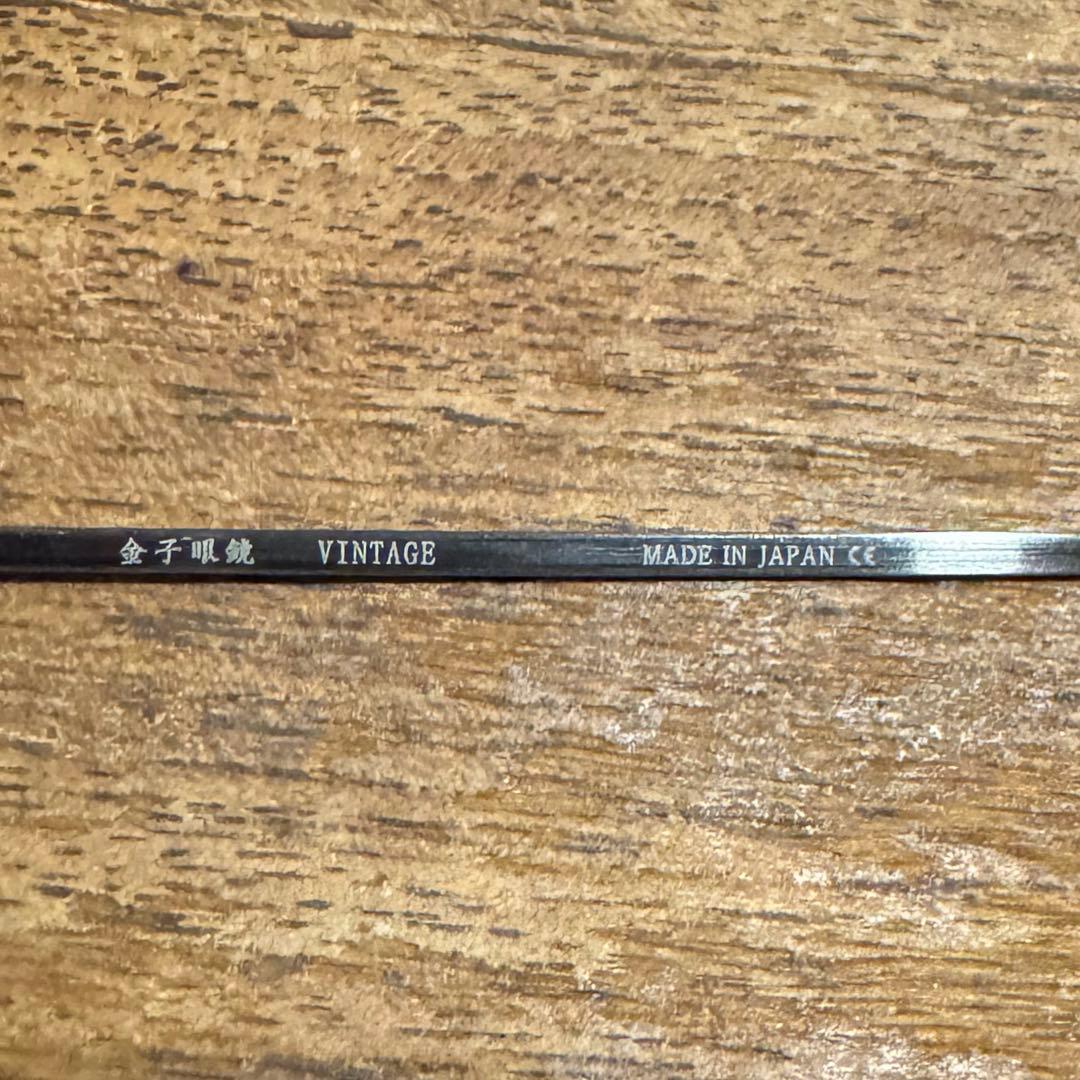 金子眼鏡 VINTAGE MADE IN JAPAN CE